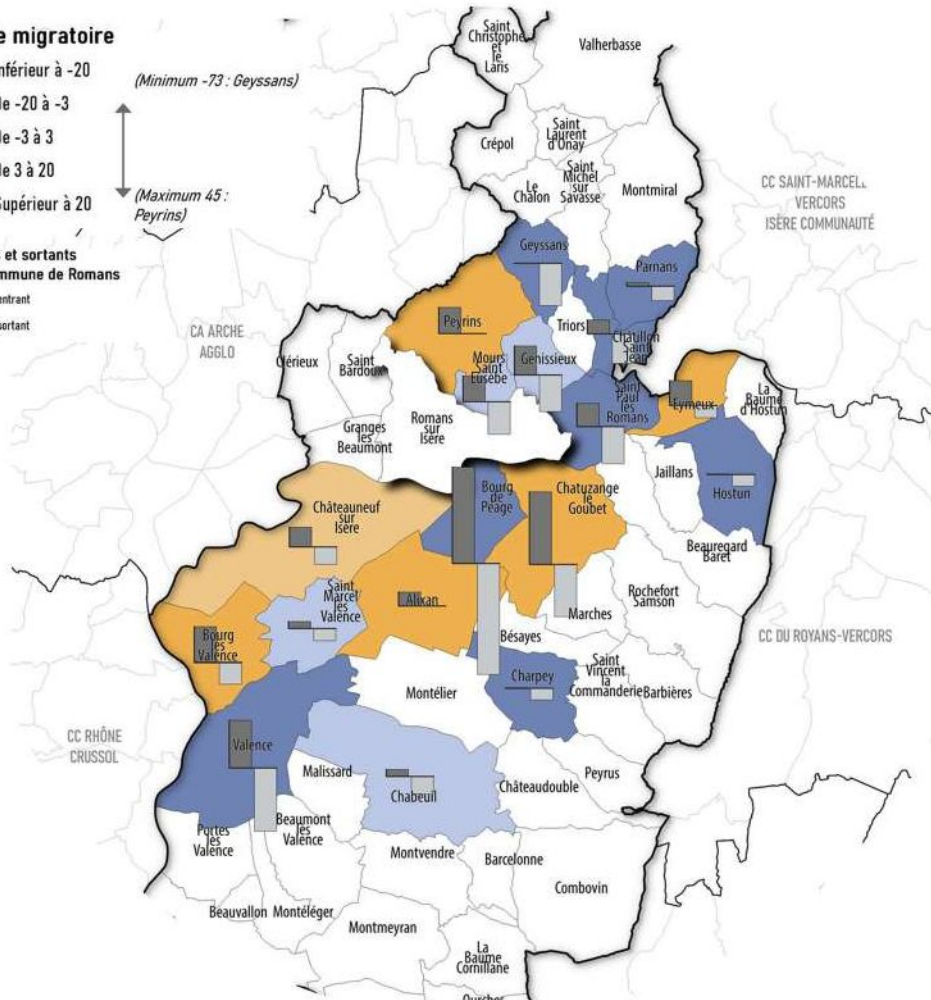 e migratoire
nférieur à -20
(Minimum -73 : Geyssans)
de -20 à -3
de -3 à 3
de 3 à 20
Supérieur à 20
(Maximum 45 :
Peyrins)
s et sortants
mmune de Romans
entrant
sortant
Saint
Christophe
et
le
Laris
Valherbasse
Crépol
Saint
Laurent
d'Onay
Saint
Michel
sur
Savasse
Le
Chalon
Montmiral
CC SAINT-MARCEL
VERCORS
ISÈRE COMMUNAUTÉ
Geyssans
Parnans
CA ARCHE
AGGLO
Peyrins
Triors
Châtillon
Saint
Jean
Clérieux
Saint
Bardoux
Mours
Saint
Eusèbe
Génissieux
Saint
Paul
lès
Romans
Eymeux
La
Baume
d'Hostun
Granges
les
Beaumont
Romans
sur
Isère
Jaillans
Hostun
Châteauneuf
sur
Isère
Bourg
de
Péage
Chatuzange
le
Goubet
Beauregard
Baret
Saint
Marcel
lès
Valence
Alixan
Marches
Rochefort
Samson
CC DU ROYANS-VERCORS
Bourg
lès
Valence
Bésayes
Charpey
Saint
Vincent
la
Commanderie
Barbières
Montélier
CC RHÔNE
CRUSSOL
Valence
Malissard
Chabeuil
Châteaudouble
Peyrus
Portes
lès
Valence
Beaumont
lès
Valence
Montvendre
Barcelonne
Combovin
Beauvallon
Montéléger
Montmeyran
La
Baume
Cornillane
Ourches